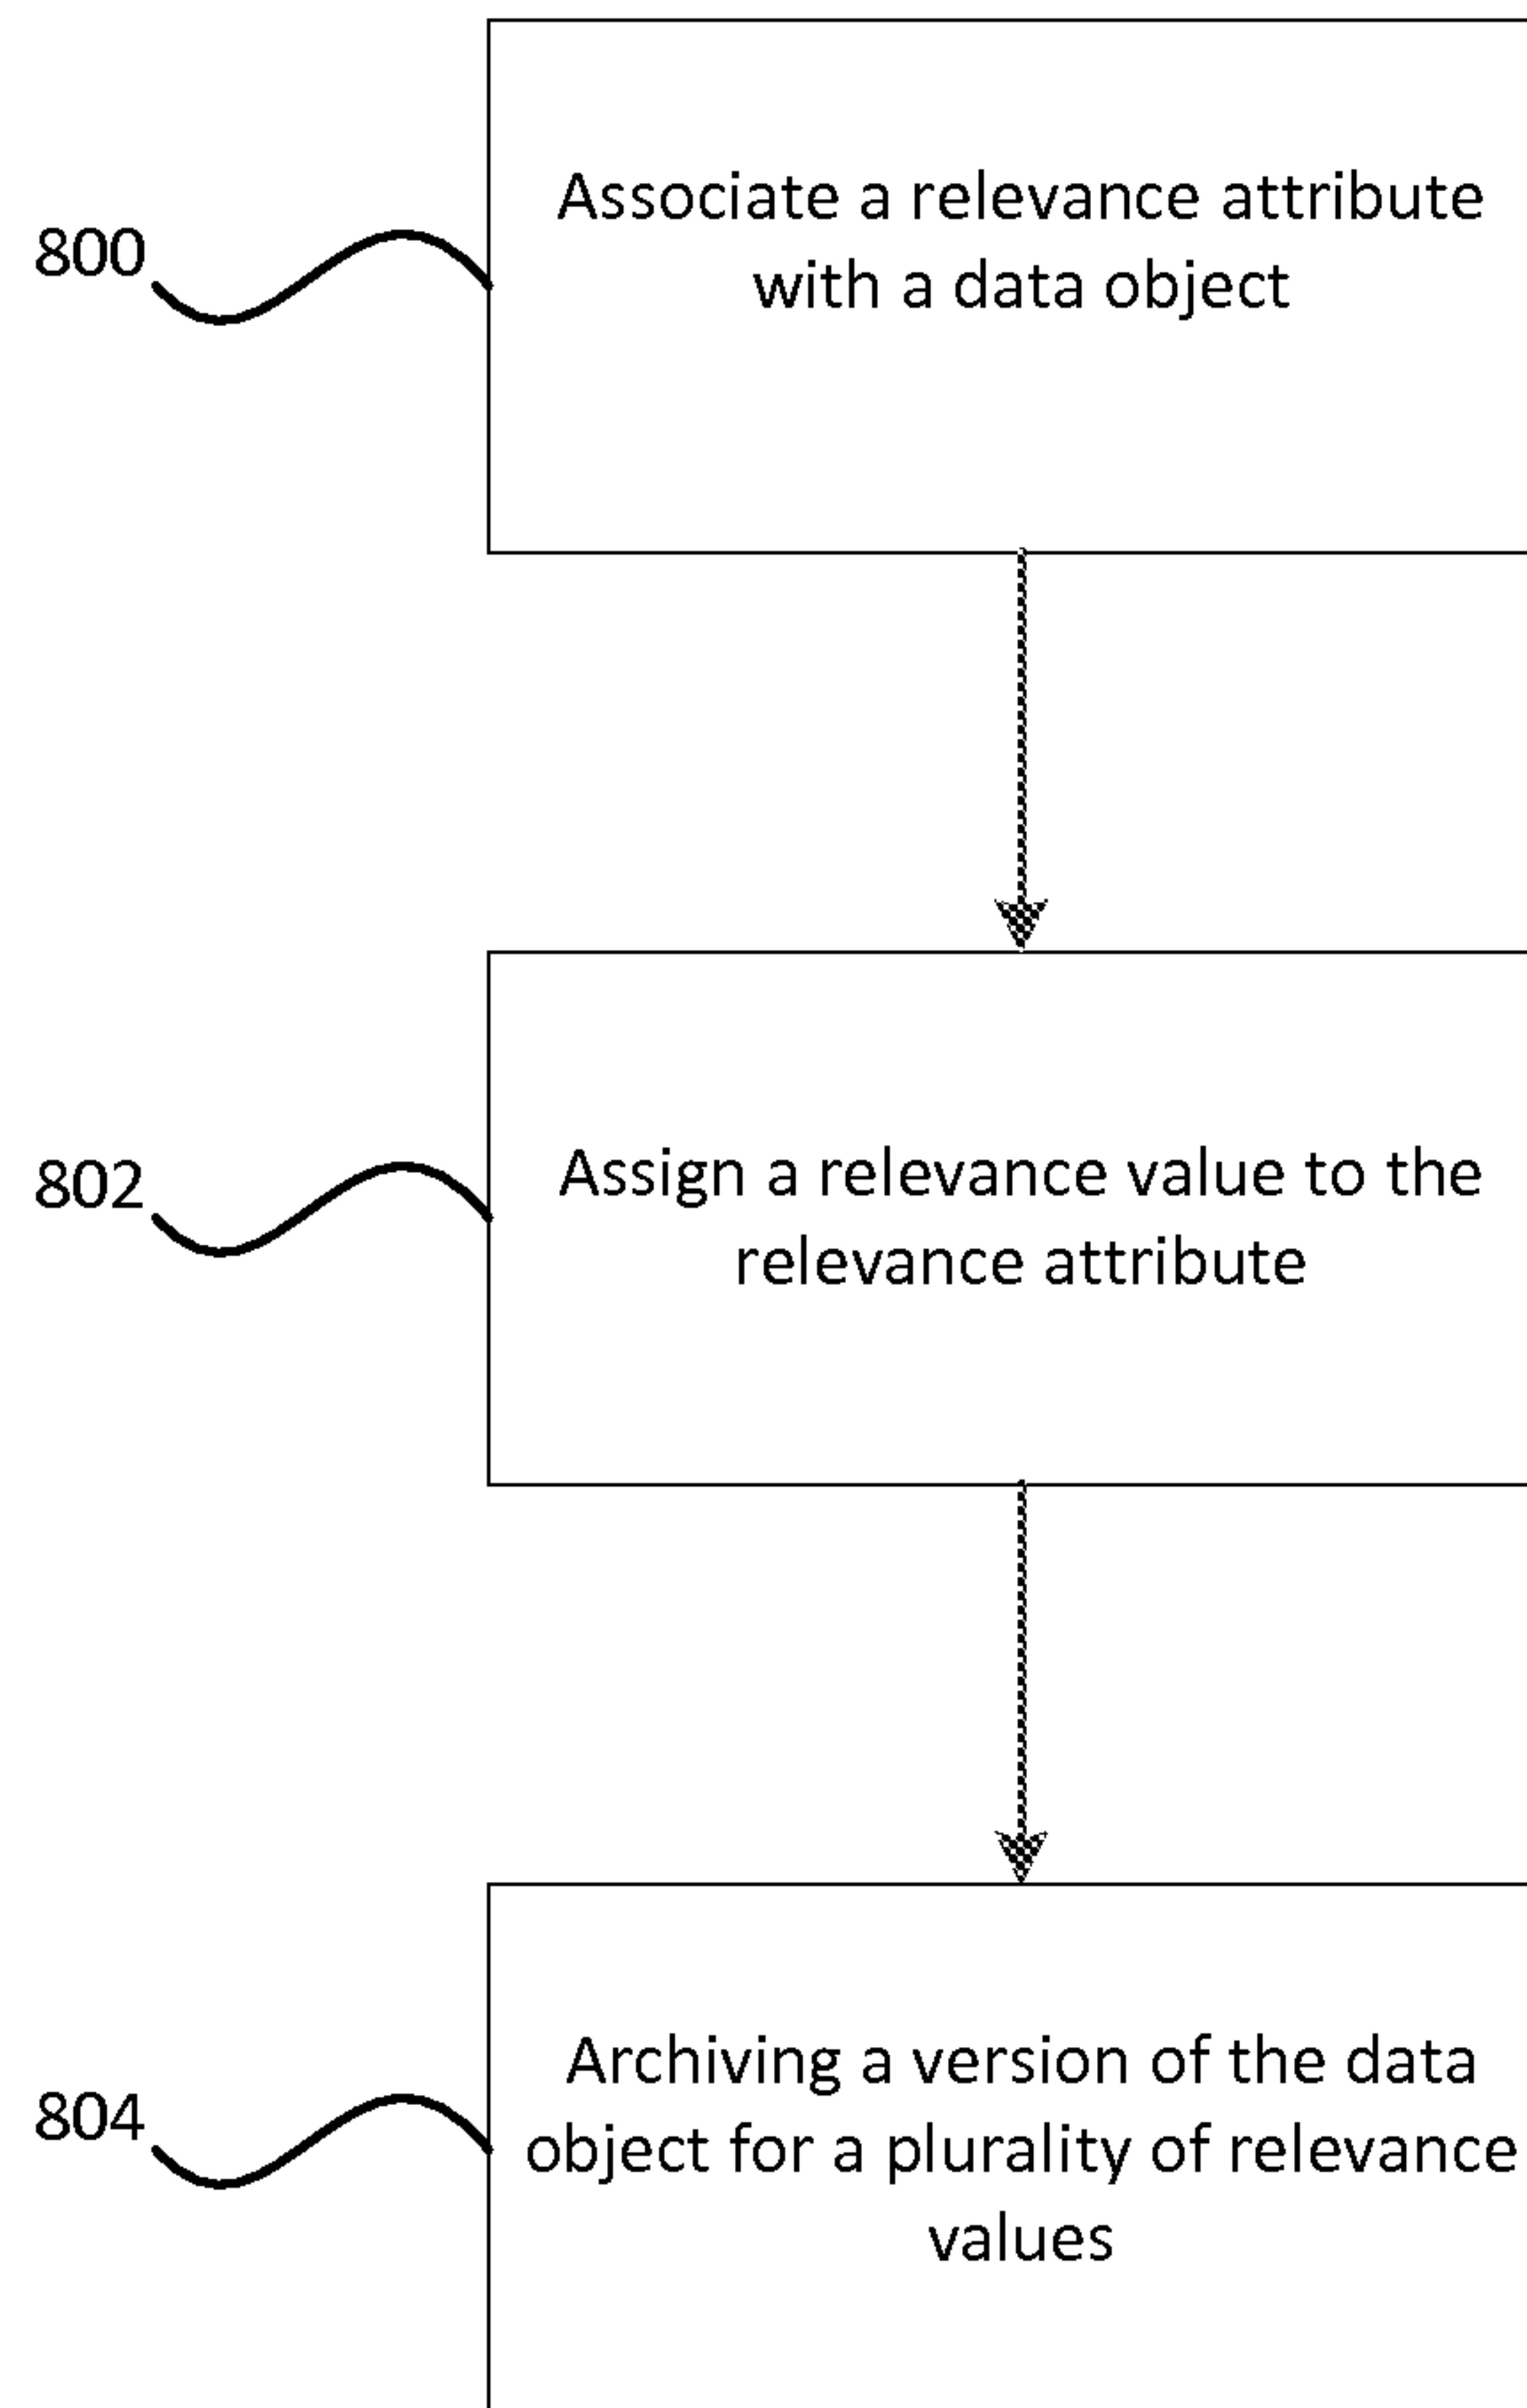 800
Associate a relevance attribute
with a data object
802
Assign a relevance value to the
relevance attribute
804
Archiving a version of the data
object for a plurality of relevance
values